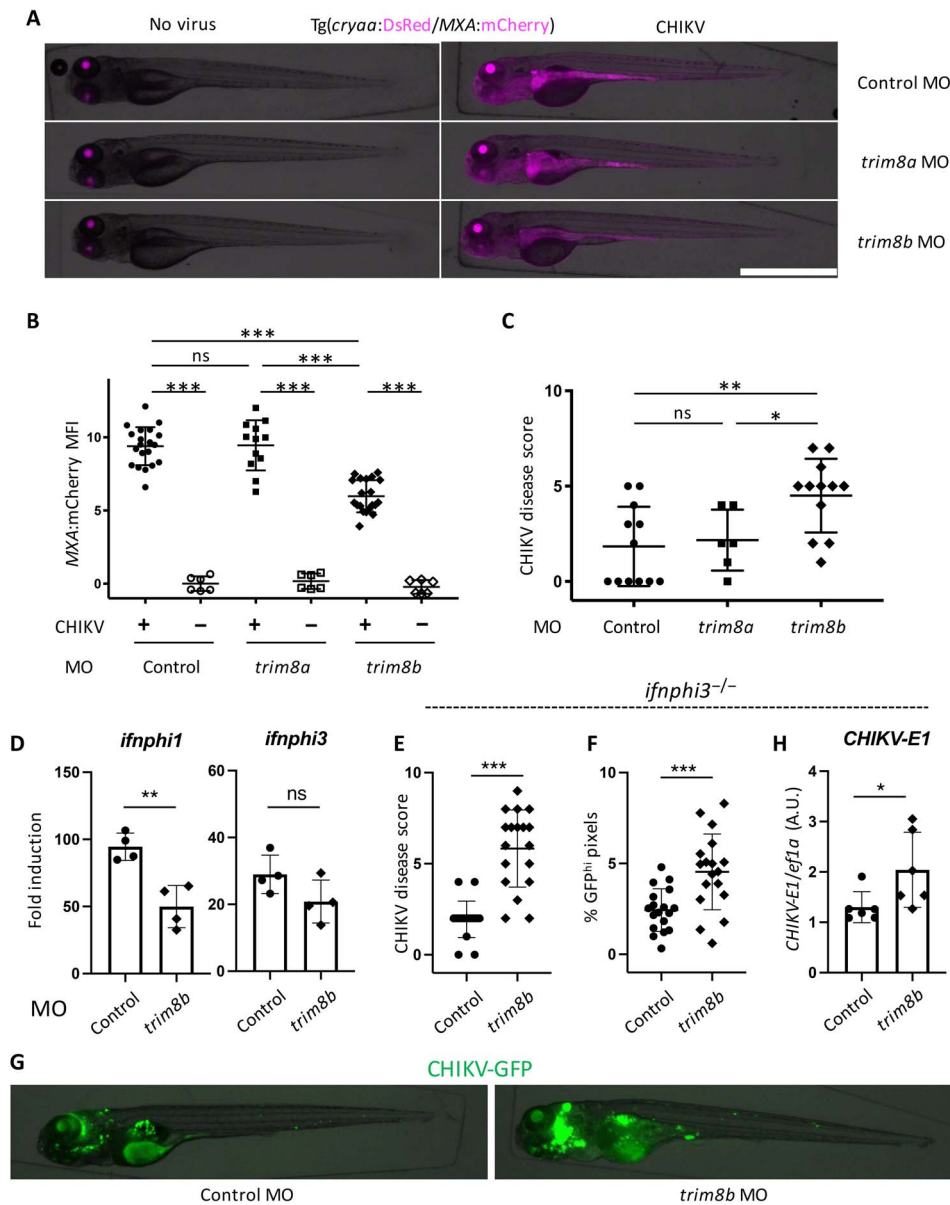 A
No virus
Tg(cryaa:DsRed/MXA:mCherry)
CHIKV
Control MO
trim8a MO
trim8b MO
B
***
ns
***
***
***
***
MXA:mCherry MFI
10
5
0
CHIKV
+
–
+
–
+
–
MO
Control
trim8a
trim8b
C
**
ns
*
CHIKV disease score
10
5
0
MO
Control
trim8a
trim8b
ifnphi3–/–
D
ifnphi1
**
Fold induction
150
100
50
0
ifnphi3
ns
60
40
20
0
MO
Control
trim8b
Control
trim8b
E
***
CHIKV disease score
10
5
0
Control
trim8b
F
***
% GFPhi pixels
10
5
0
Control
trim8b
H
CHIKV-E1
*
CHIKV-E1/ef1a (A.U.)
4
3
2
1
0
Control
trim8b
G
CHIKV-GFP
Control MO
trim8b MO